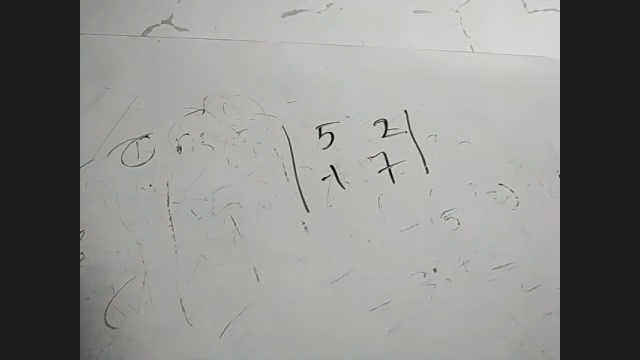 ① | 5 2 |
| 1 7 |